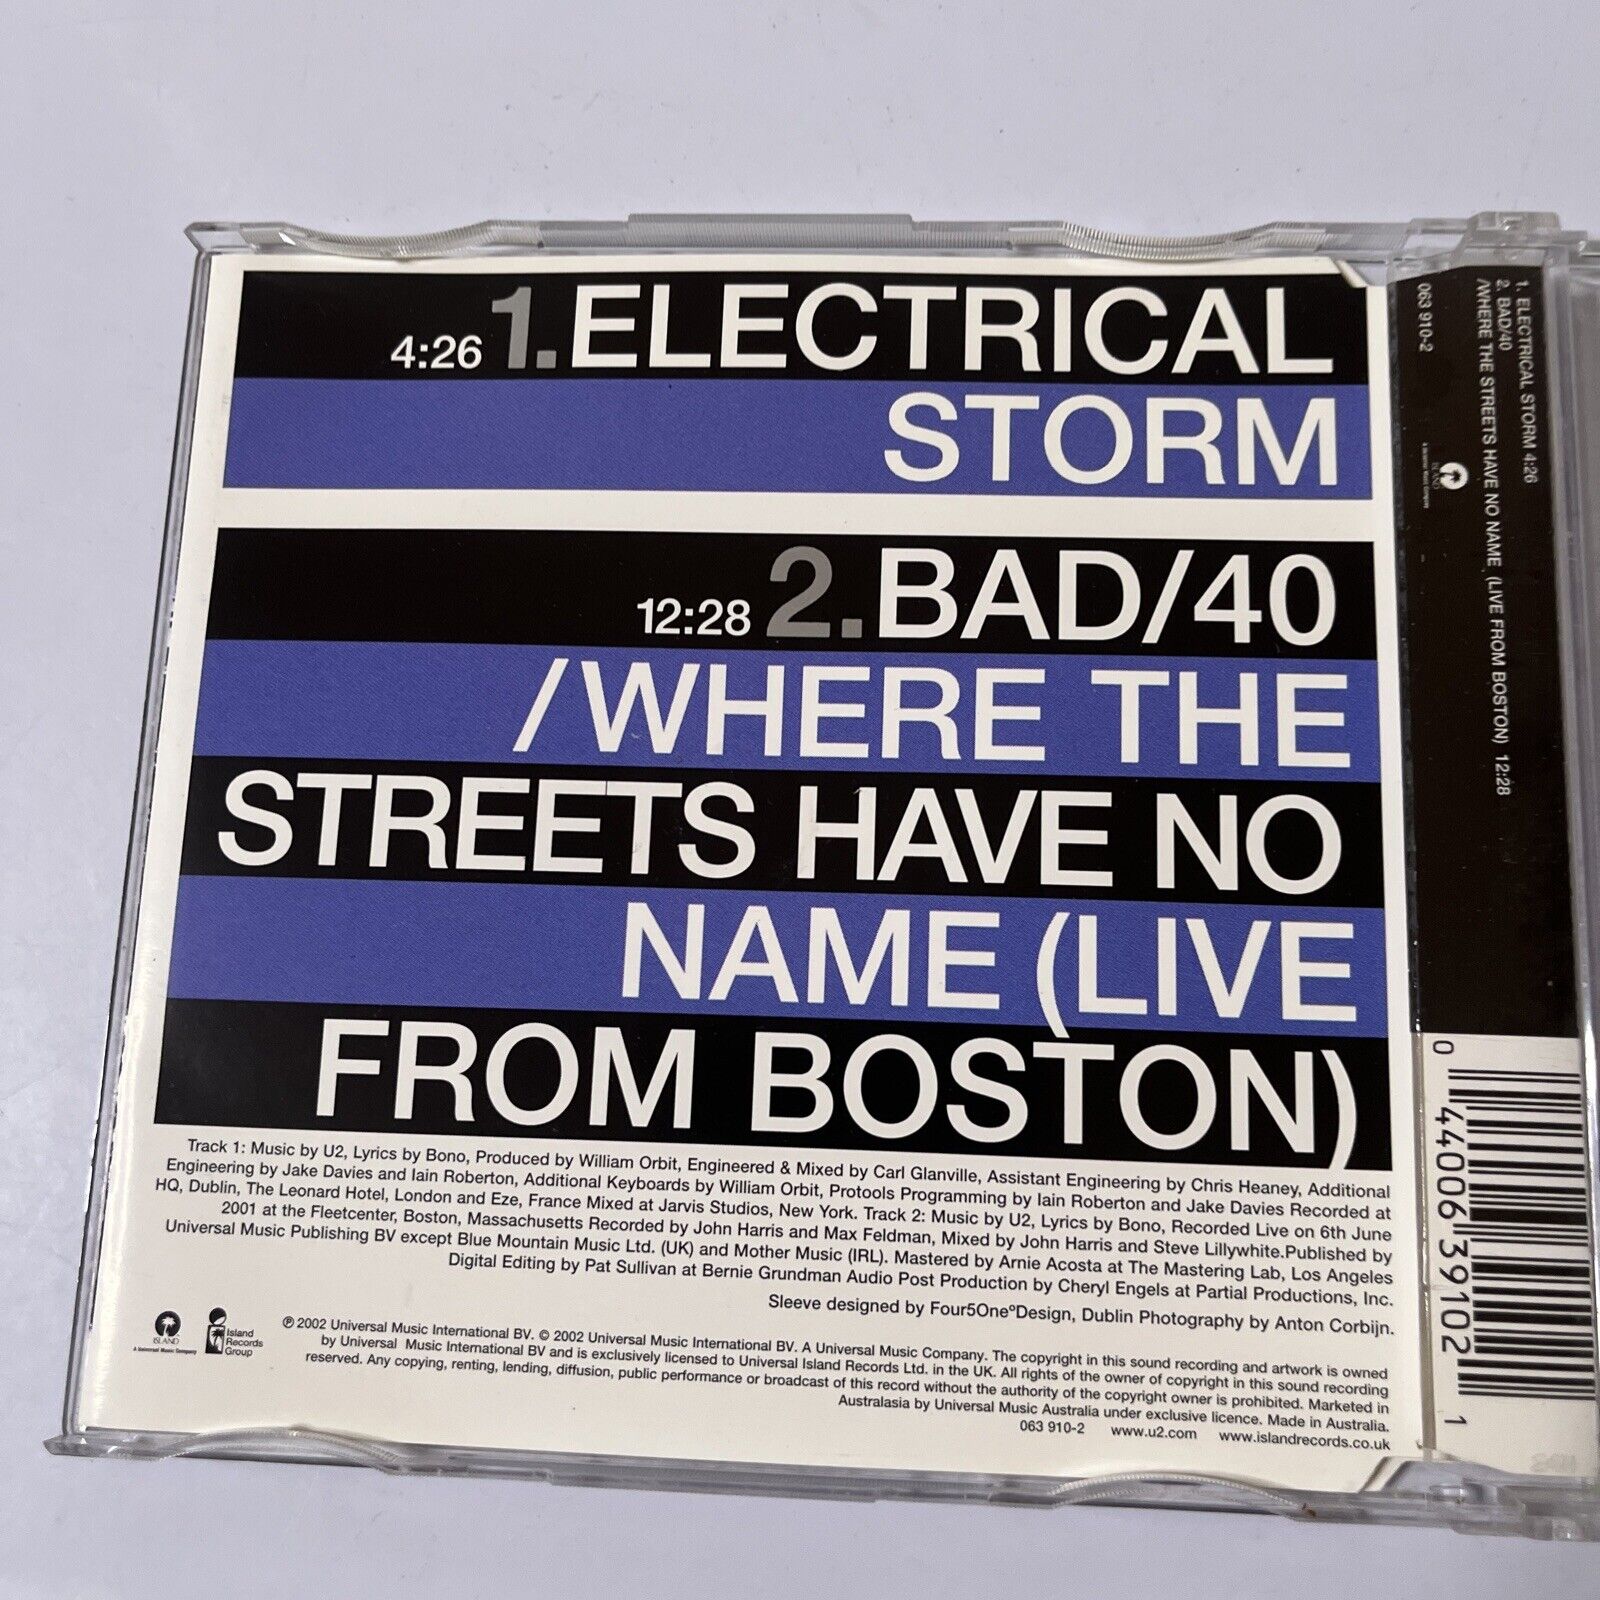 4:26 1. ELECTRICAL
STORM
12:28 2. BAD/40
/WHERE THE
STREETS HAVE NO
NAME (LIVE
FROM BOSTON)
Track 1: Music by U2, Lyrics by Bono, Produced by William Orbit, Engineered & Mixed by Carl Glanville, Assistant Engineering by Chris Heaney, Additional
Engineering by Jake Davies and Iain Roberton, Additional Keyboards by William Orbit, Protools Programming by Iain Roberton and Jake Davies Recorded at
HQ, Dublin, The Leonard Hotel, London and Eze, France Mixed at Jarvis Studios, New York. Track 2: Music by U2, Lyrics by Bono, Recorded Live on 6th June
2001 at the Fleetcenter, Boston, Massachusetts Recorded by John Harris and Max Feldman, Mixed by John Harris and Steve Lillywhite.Published by
Universal Music Publishing BV except Blue Mountain Music Ltd. (UK) and Mother Music (IRL). Mastered by Arnie Acosta at The Mastering Lab, Los Angeles
Digital Editing by Pat Sullivan at Bernie Grundman Audio Post Production by Cheryl Engels at Partial Productions, Inc.
Sleeve designed by Four5One°Design, Dublin Photography by Anton Corbijn.
ISLAND
A Universal Music Company
Island
Records
Group
℗ 2002 Universal Music International BV. © 2002 Universal Music International BV. A Universal Music Company. The copyright in this sound recording and artwork is owned
by Universal Music International BV and is exclusively licensed to Universal Island Records Ltd. in the UK. All rights of the owner of copyright in this sound recording
reserved. Any copying, renting, lending, diffusion, public performance or broadcast of this record without the authority of the copyright owner is prohibited. Marketed in
Australasia by Universal Music Australia under exclusive licence. Made in Australia.
063 910-2 www.u2.com www.islandrecords.co.uk
1. ELECTRICAL STORM 4:26
2. BAD/40
/WHERE THE STREETS HAVE NO NAME (LIVE FROM BOSTON) 12:28
063 910-2
ISLAND
A Universal Music Company
0 44006 39102 1